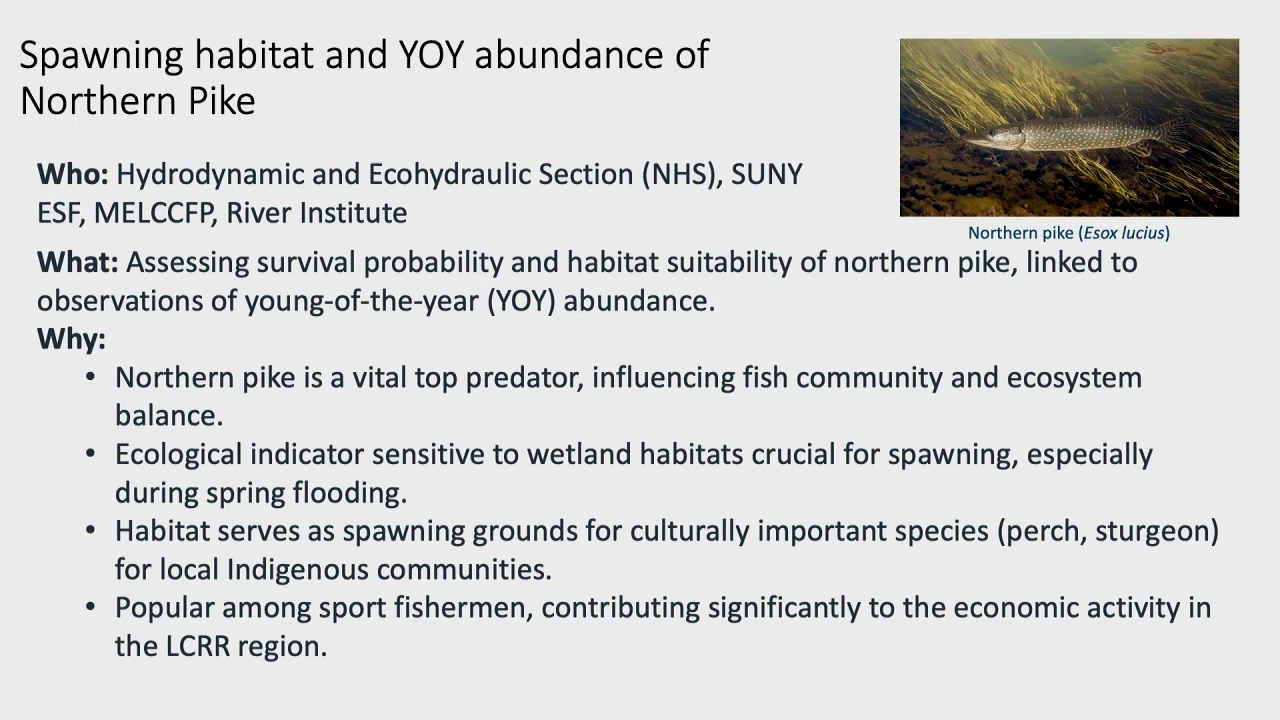 Spawning habitat and YOY abundance of
Northern Pike
Who: Hydrodynamic and Ecohydraulic Section (NHS), SUNY
ESF, MELCCFP, River Institute
Northern pike (Esox lucius)
What: Assessing survival probability and habitat suitability of northern pike, linked to
observations of young-of-the-year (YOY) abundance.
Why:
• Northern pike is a vital top predator, influencing fish community and ecosystem
balance.
• Ecological indicator sensitive to wetland habitats crucial for spawning, especially
during spring flooding.
• Habitat serves as spawning grounds for culturally important species (perch, sturgeon)
for local Indigenous communities.
• Popular among sport fishermen, contributing significantly to the economic activity in
the LCRR region.